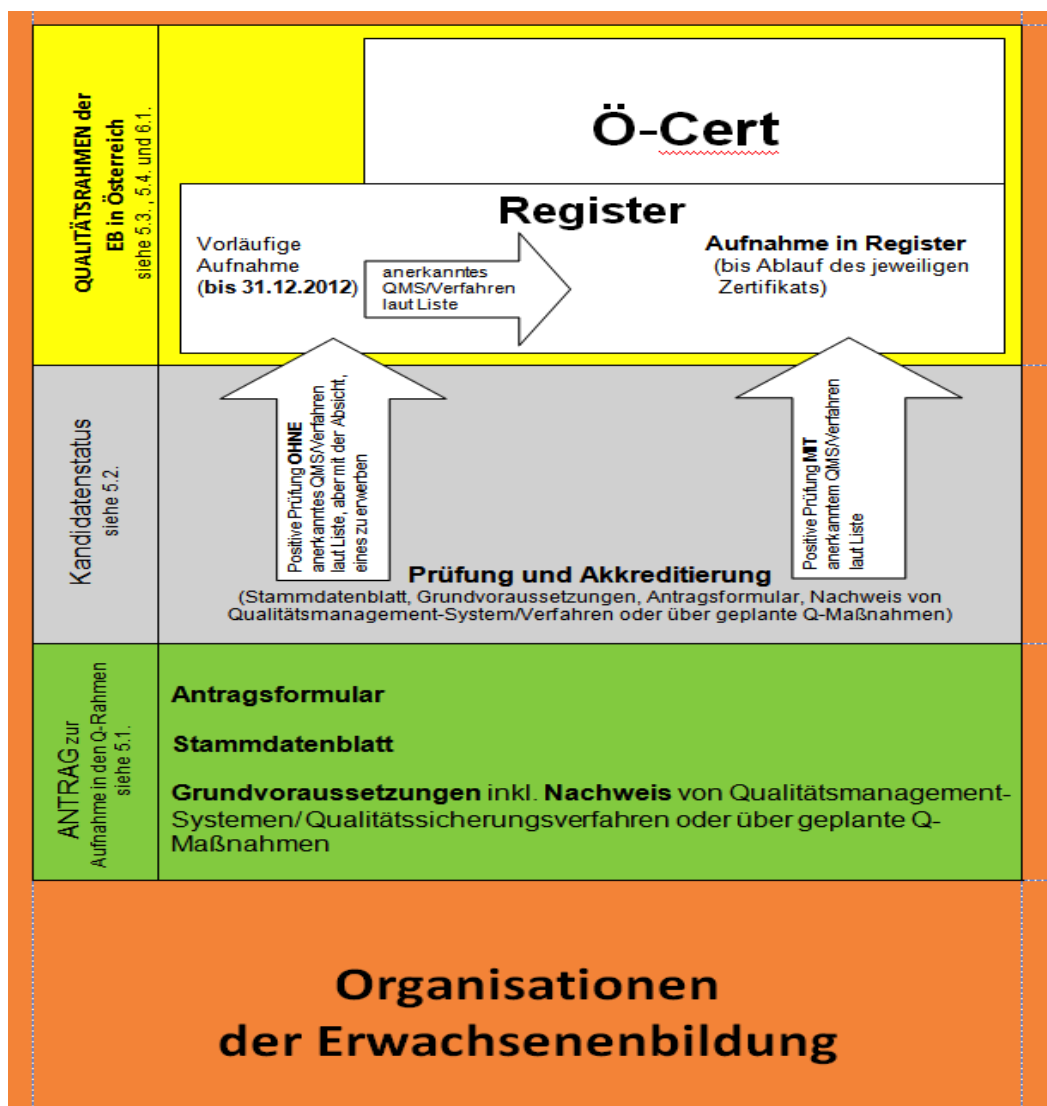 QUALITÄTSRAHMEN der
EB in Österreich
siehe 5.3. , 5.4. und 6.1.
Ö-Cert
Register
Vorläufige
Aufnahme
(bis 31.12.2012)
anerkanntes
QMS/Verfahren
laut Liste
Aufnahme in Register
(bis Ablauf des jeweiligen
Zertifikats)
Kandidatenstatus
siehe 5.2.
Positive Prüfung OHNE
anerkanntes QMS/Verfahren
laut Liste, aber mit der Absicht,
eines zu erwerben
Positive Prüfung MIT
anerkanntem QMS/Verfahren
laut Liste
Prüfung und Akkreditierung
(Stammdatenblatt, Grundvoraussetzungen, Antragsformular, Nachweis von
Qualitätsmanagement-System/Verfahren oder über geplante Q-Maßnahmen)
ANTRAG zur
Aufnahme in den Q-Rahmen
siehe 5.1.
Antragsformular
Stammdatenblatt
Grundvoraussetzungen inkl. Nachweis von Qualitätsmanagement-
Systemen/Qualitätssicherungsverfahren oder über geplante Q-
Maßnahmen
Organisationen
der Erwachsenenbildung